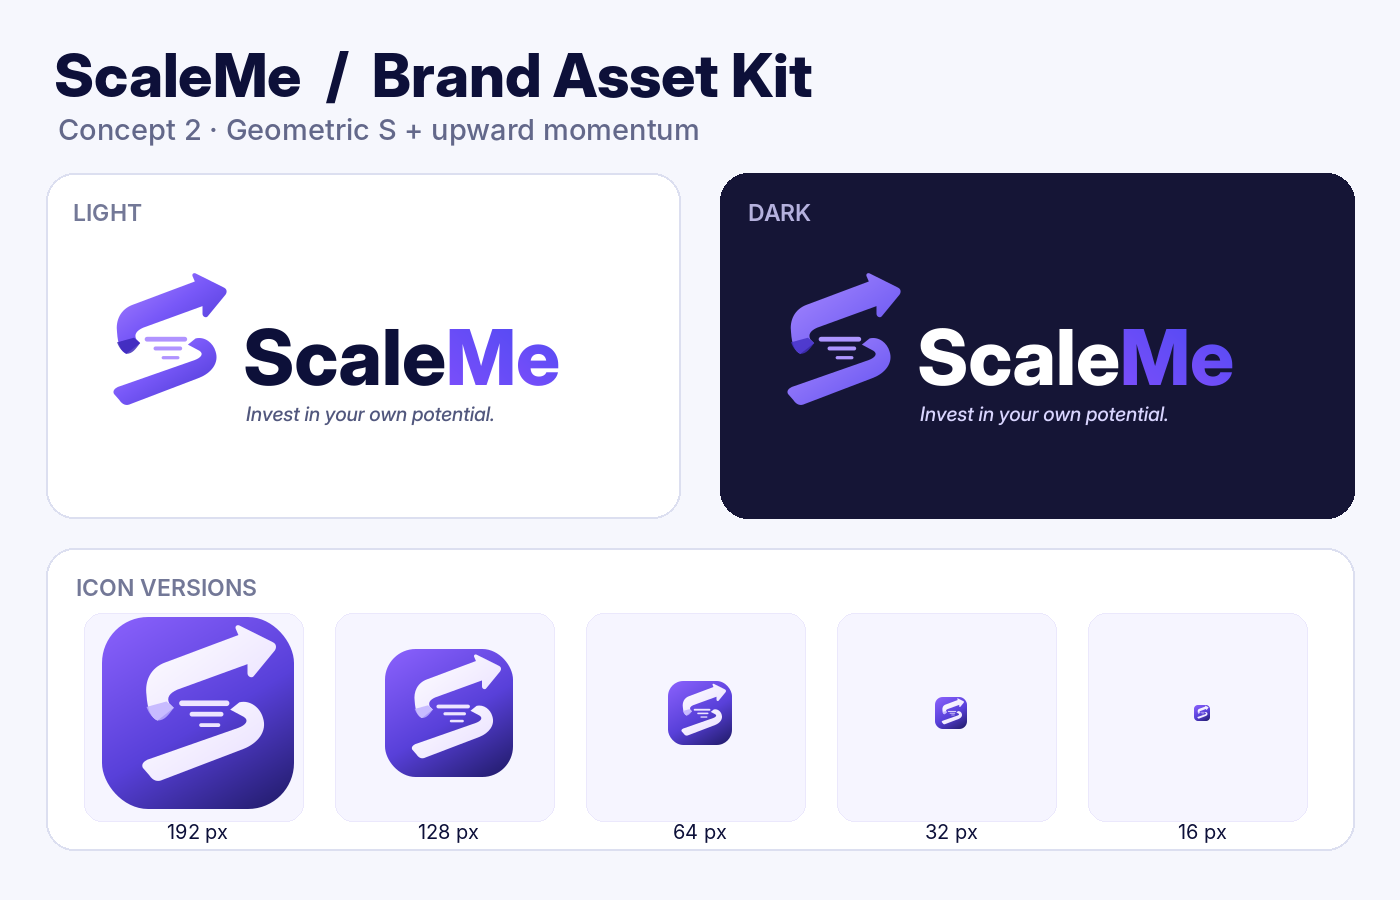 ScaleMe / Brand Asset Kit
Concept 2 · Geometric S + upward momentum
LIGHT
ScaleMe
Invest in your own potential.
DARK
ScaleMe
Invest in your own potential.
ICON VERSIONS
192 px
128 px
64 px
32 px
16 px